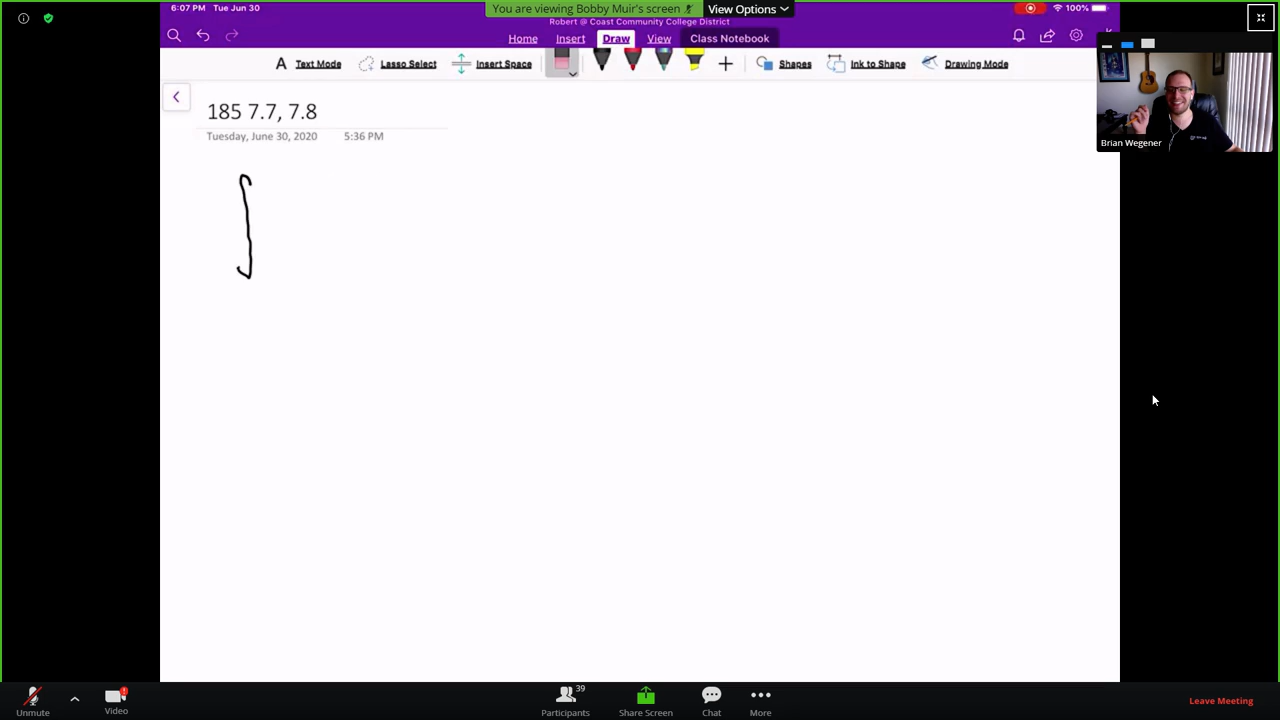 6:07 PM Tue Jun 30
You are viewing Bobby Muir's screen
View Options
100%
Robert @ Coast Community College District
Home Insert Draw View Class Notebook
A Text Mode Lasso Select Insert Space Shapes Ink to Shape Drawing Mode
185 7.7, 7.8
Tuesday, June 30, 2020 5:36 PM
∫
Brian Wegener
39
Unmute Video Participants Share Screen Chat More Leave Meeting